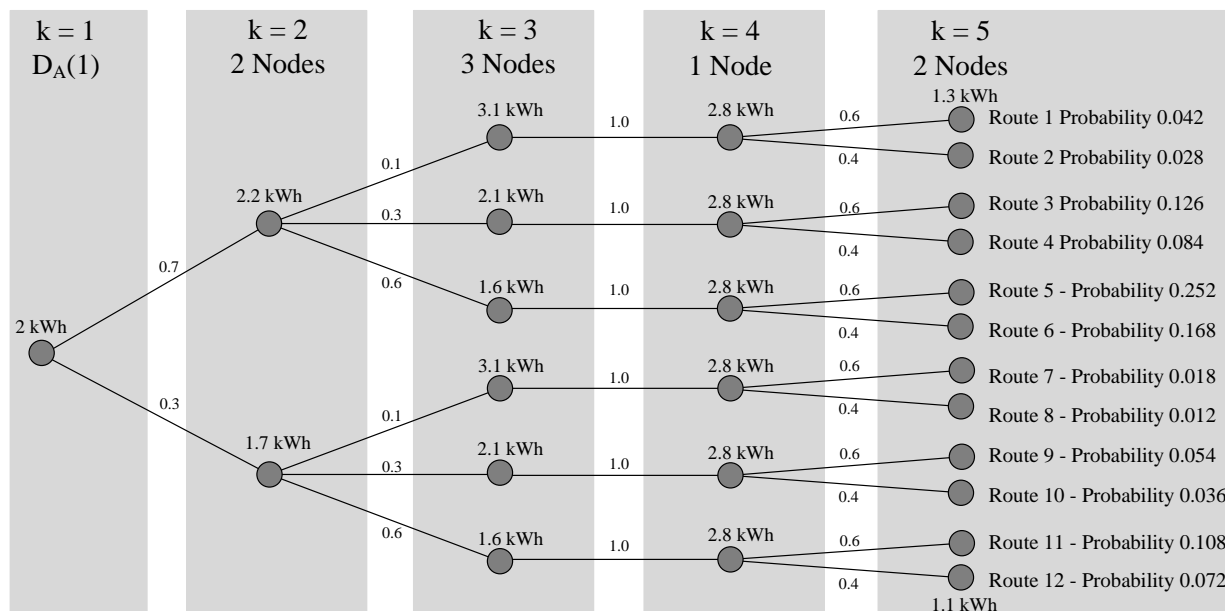 k = 1
D_A(1)
k = 2
2 Nodes
k = 3
3 Nodes
k = 4
1 Node
k = 5
2 Nodes
2 kWh
0.7
0.3
2.2 kWh
1.7 kWh
0.1
0.3
0.6
0.1
0.3
0.6
3.1 kWh
2.1 kWh
1.6 kWh
3.1 kWh
2.1 kWh
1.6 kWh
1.0
1.0
1.0
1.0
1.0
1.0
2.8 kWh
2.8 kWh
2.8 kWh
2.8 kWh
2.8 kWh
2.8 kWh
0.6
0.4
0.6
0.4
0.6
0.4
0.6
0.4
0.6
0.4
0.6
0.4
1.3 kWh
Route 1 Probability 0.042
Route 2 Probability 0.028
Route 3 Probability 0.126
Route 4 Probability 0.084
Route 5 - Probability 0.252
Route 6 - Probability 0.168
Route 7 - Probability 0.018
Route 8 - Probability 0.012
Route 9 - Probability 0.054
Route 10 - Probability 0.036
Route 11 - Probability 0.108
Route 12 - Probability 0.072
1.1 kWh